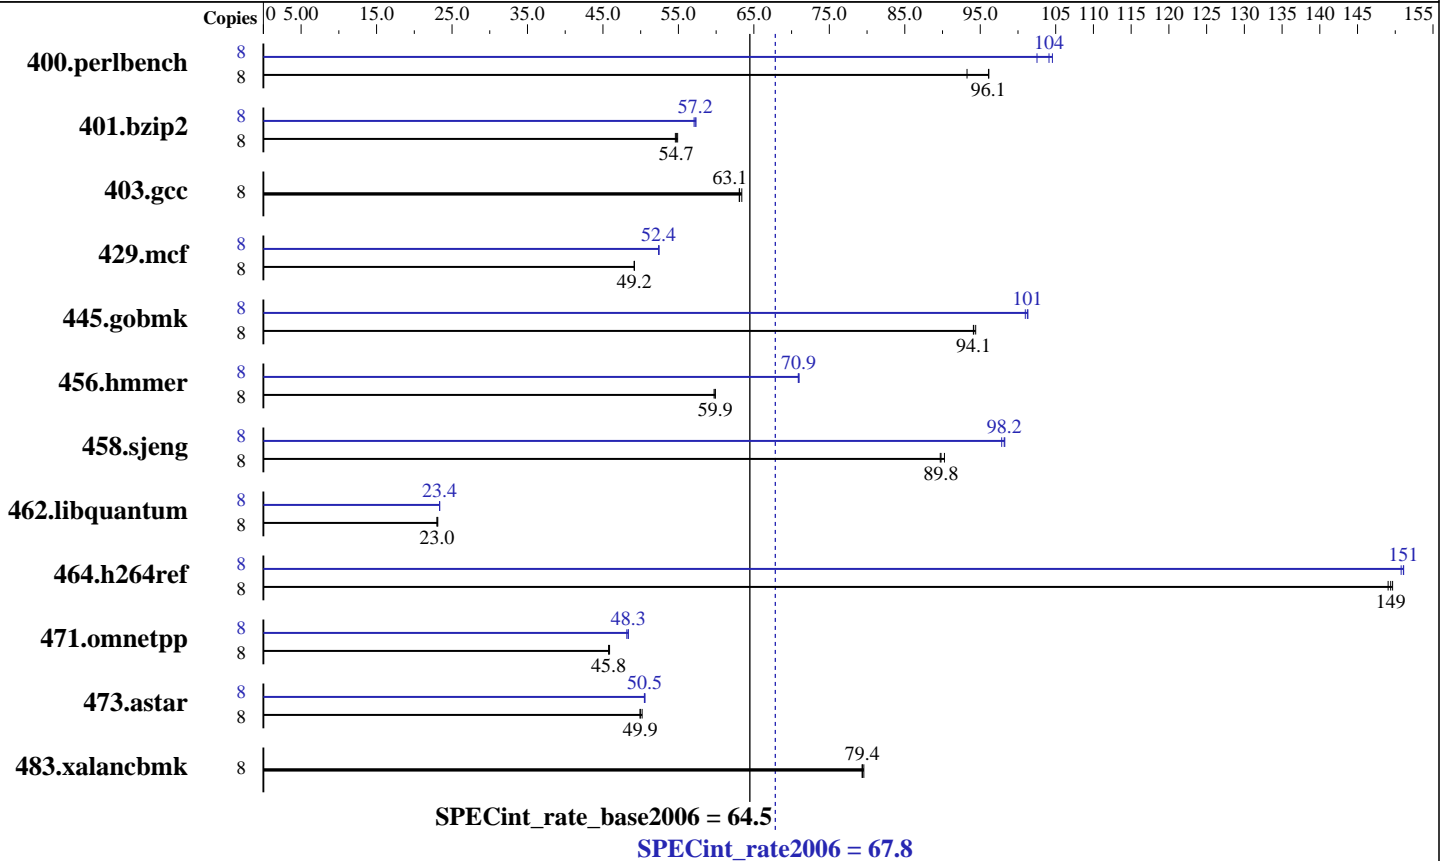 Copies 0 5.00 15.0 25.0 35.0 45.0 55.0 65.0 75.0 85.0 95.0 105 110 115 120 125 130 135 140 145 155
400.perlbench 8 104
8 96.1
401.bzip2 8 57.2
8 54.7
403.gcc 8 63.1
429.mcf 8 52.4
8 49.2
445.gobmk 8 101
8 94.1
456.hmmer 8 70.9
8 59.9
458.sjeng 8 98.2
8 89.8
462.libquantum 8 23.4
8 23.0
464.h264ref 8 151
8 149
471.omnetpp 8 48.3
8 45.8
473.astar 8 50.5
8 49.9
483.xalancbmk 8 79.4
SPECint_rate_base2006 = 64.5
SPECint_rate2006 = 67.8